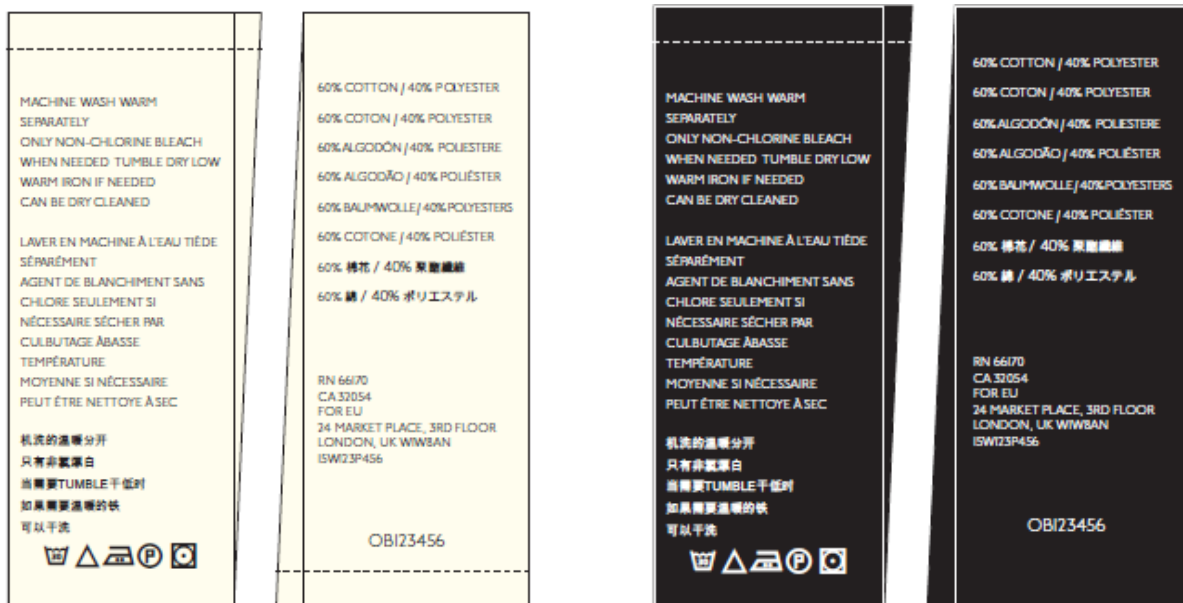 MACHINE WASH WARM
SEPARATELY
ONLY NON-CHLORINE BLEACH
WHEN NEEDED TUMBLE DRY LOW
WARM IRON IF NEEDED
CAN BE DRY CLEANED
LAVER EN MACHINE À L'EAU TIÈDE
SÉPARÉMENT
AGENT DE BLANCHIMENT SANS
CHLORE SEULEMENT SI
NÉCESSAIRE SÉCHER PAR
CULBUTAGE ÀBASSE
TEMPÉRATURE
MOYENNE SI NÉCESSAIRE
PEUT ÊTRE NETTOYE À SEC
机洗的温暖分开
只有非氯漂白
当需要TUMBLE干低时
如果需要温暖的铁
可以干洗
60% COTTON / 40% POLYESTER
60% COTON / 40% POLYESTER
60% ALGODÓN / 40% POLIESTERE
60% ALGODÃO / 40% POLIÉSTER
60% BAUMWOLLE / 40% POLYESTERS
60% COTONE / 40% POLIÉSTER
60% 棉花 / 40% 聚酯纖維
60% 綿 / 40% ポリエステル
RN 66170
CA 32054
FOR EU
24 MARKET PLACE, 3RD FLOOR
LONDON, UK W1W8AN
15W123P456
OB123456
MACHINE WASH WARM
SEPARATELY
ONLY NON-CHLORINE BLEACH
WHEN NEEDED TUMBLE DRY LOW
WARM IRON IF NEEDED
CAN BE DRY CLEANED
LAVER EN MACHINE À L'EAU TIÈDE
SÉPARÉMENT
AGENT DE BLANCHIMENT SANS
CHLORE SEULEMENT SI
NÉCESSAIRE SÉCHER PAR
CULBUTAGE ÀBASSE
TEMPÉRATURE
MOYENNE SI NÉCESSAIRE
PEUT ÊTRE NETTOYE À SEC
机洗的温暖分开
只有非氯漂白
当需要TUMBLE干低时
如果需要温暖的铁
可以干洗
60% COTTON / 40% POLYESTER
60% COTON / 40% POLYESTER
60% ALGODÓN / 40% POLIESTERE
60% ALGODÃO / 40% POLIÉSTER
60% BAUMWOLLE / 40% POLYESTERS
60% COTONE / 40% POLIÉSTER
60% 棉花 / 40% 聚酯纖維
60% 綿 / 40% ポリエステル
RN 66170
CA 32054
FOR EU
24 MARKET PLACE, 3RD FLOOR
LONDON, UK W1W8AN
15W123P456
OB123456